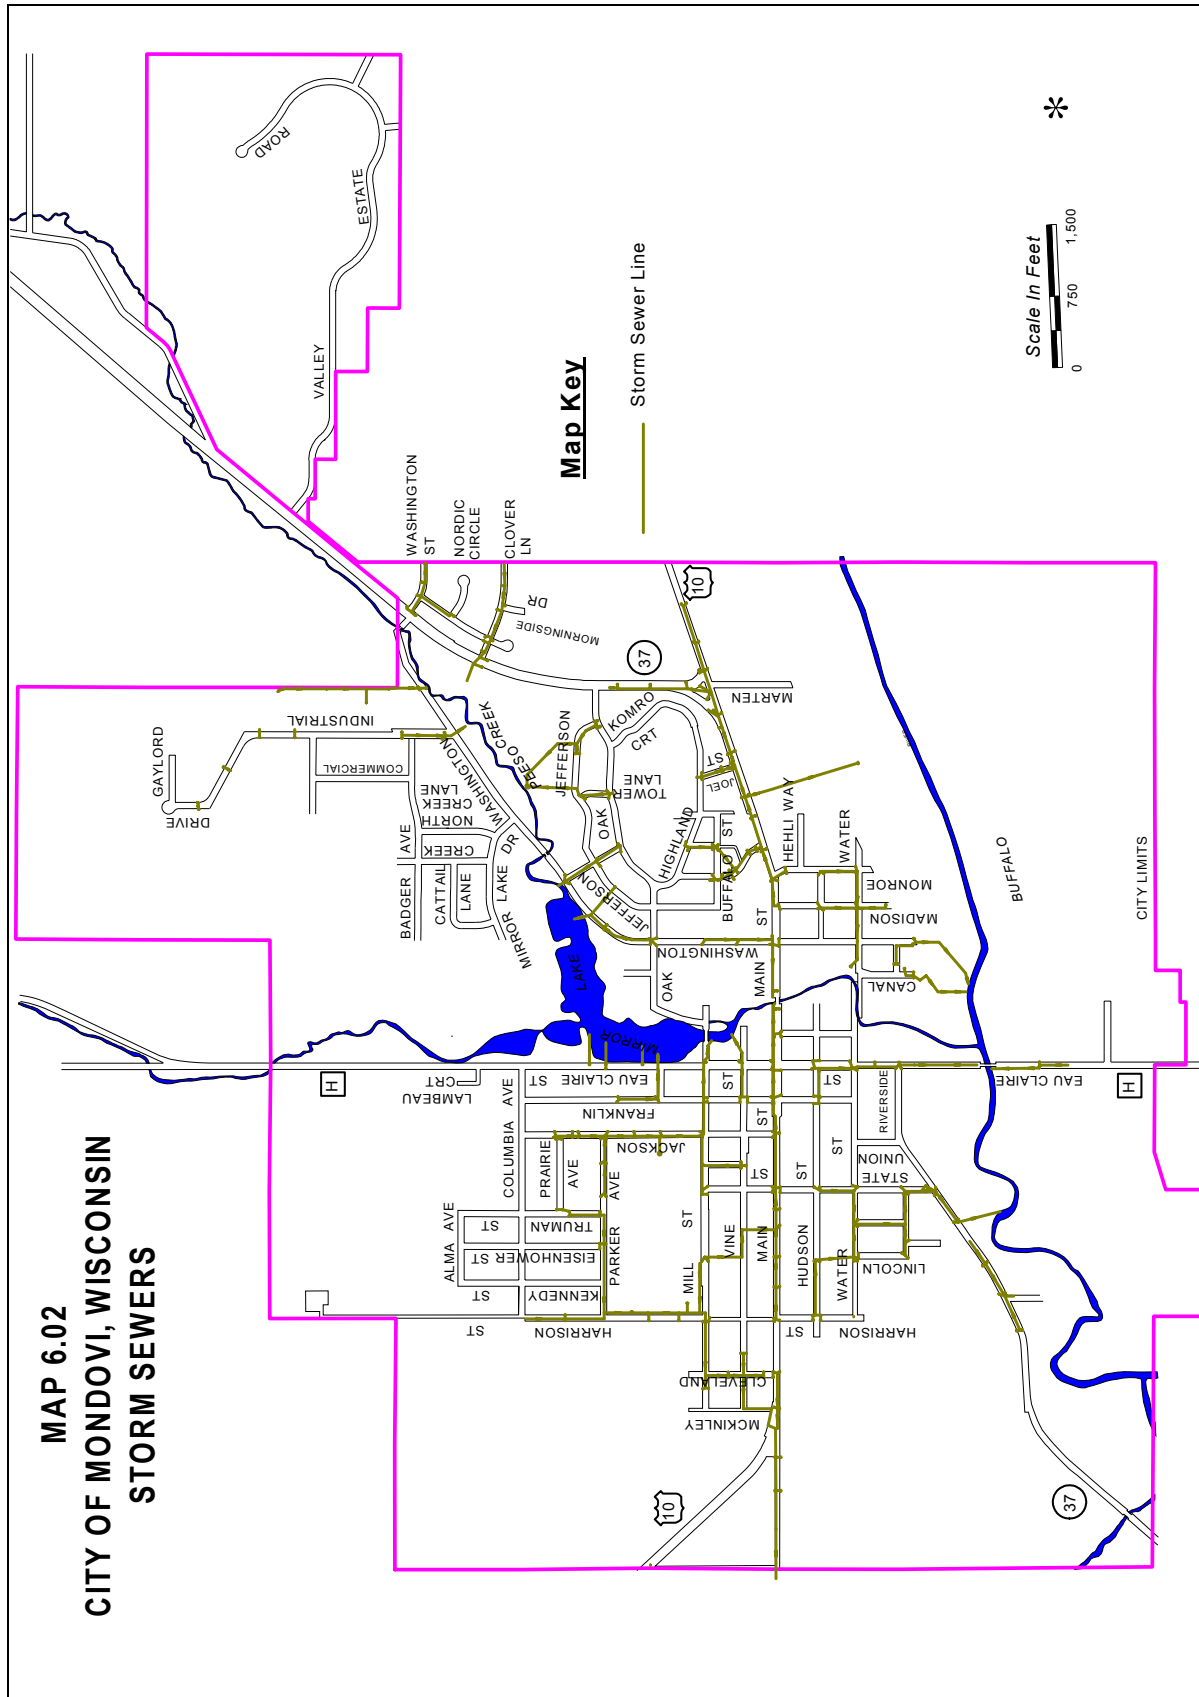 MAP 6.02
CITY OF MONDOVI, WISCONSIN
STORM SEWERS
Map Key
Storm Sewer Line
Scale In Feet
0
750
1,500
*
ROAD
ESTATE
VALLEY
WASHINGTON
ST
NORDIC
CIRCLE
CLOVER
LN
DR
MORNINGSIDE
10
37
MARTEN
GAYLORD
DRIVE
INDUSTRIAL
COMMERCIAL
WASHINGTON
PEESO CREEK
NORTH
CREEK
LANE
CREEK
BADGER AVE
CATTAIL
LANE
MIRROR LAKE DR
JEFFERSON
KOMRO
CRT
TOWER
LANE
OAK
JOEL
ST
HIGHLAND
BUFFALO ST
JEFFERSON
HEHLI WAY
WATER
MONROE
MADISON
WASHINGTON
MAIN ST
OAK
CANAL
BUFFALO
CITY LIMITS
LAKE
MIRROR
H
LAMBEAU
CRT
EAU CLAIRE
ST
FRANKLIN
JACKSON
COLUMBIA AVE
PRAIRIE
AVE
ALMA AVE
TRUMAN
ST
EISENHOWER ST
KENNEDY
ST
PARKER AVE
HARRISON
ST
MILL ST
VINE ST
MAIN ST
HUDSON ST
WATER ST
ST
RIVERSIDE
UNION
STATE
LINCOLN
HARRISON
ST
CLEVELAND
MCKINLEY
EAU CLAIRE
H
10
37